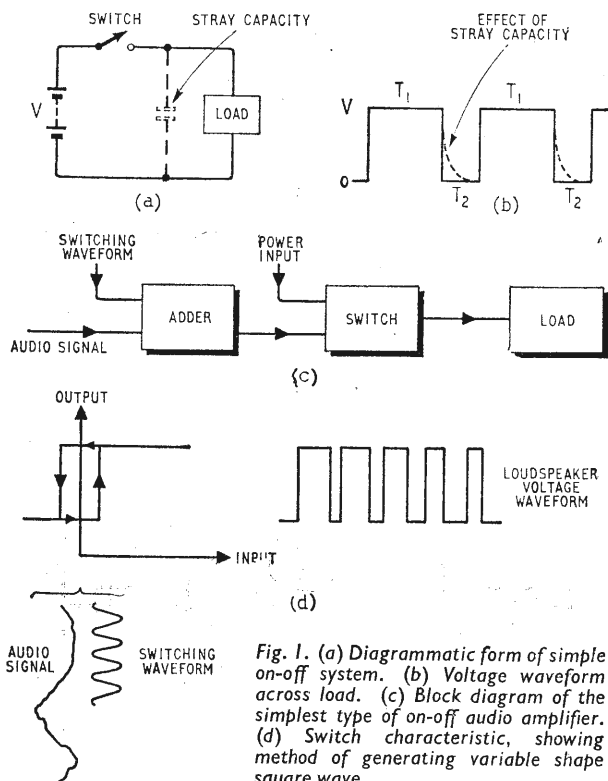 SWITCH
STRAY CAPACITY
V
LOAD
(a)
EFFECT OF
STRAY CAPACITY
T1
T1
V
O
T2
T2
(b)
SWITCHING
WAVEFORM
POWER
INPUT
ADDER
SWITCH
LOAD
AUDIO SIGNAL
(c)
OUTPUT
INPUT
LOUDSPEAKER
VOLTAGE
WAVEFORM
(d)
AUDIO
SIGNAL
SWITCHING
WAVEFORM
Fig. 1. (a) Diagrammatic form of simple
on-off system. (b) Voltage waveform
across load. (c) Block diagram of the
simplest type of on-off audio amplifier.
(d) Switch characteristic, showing
method of generating variable shape
square wave